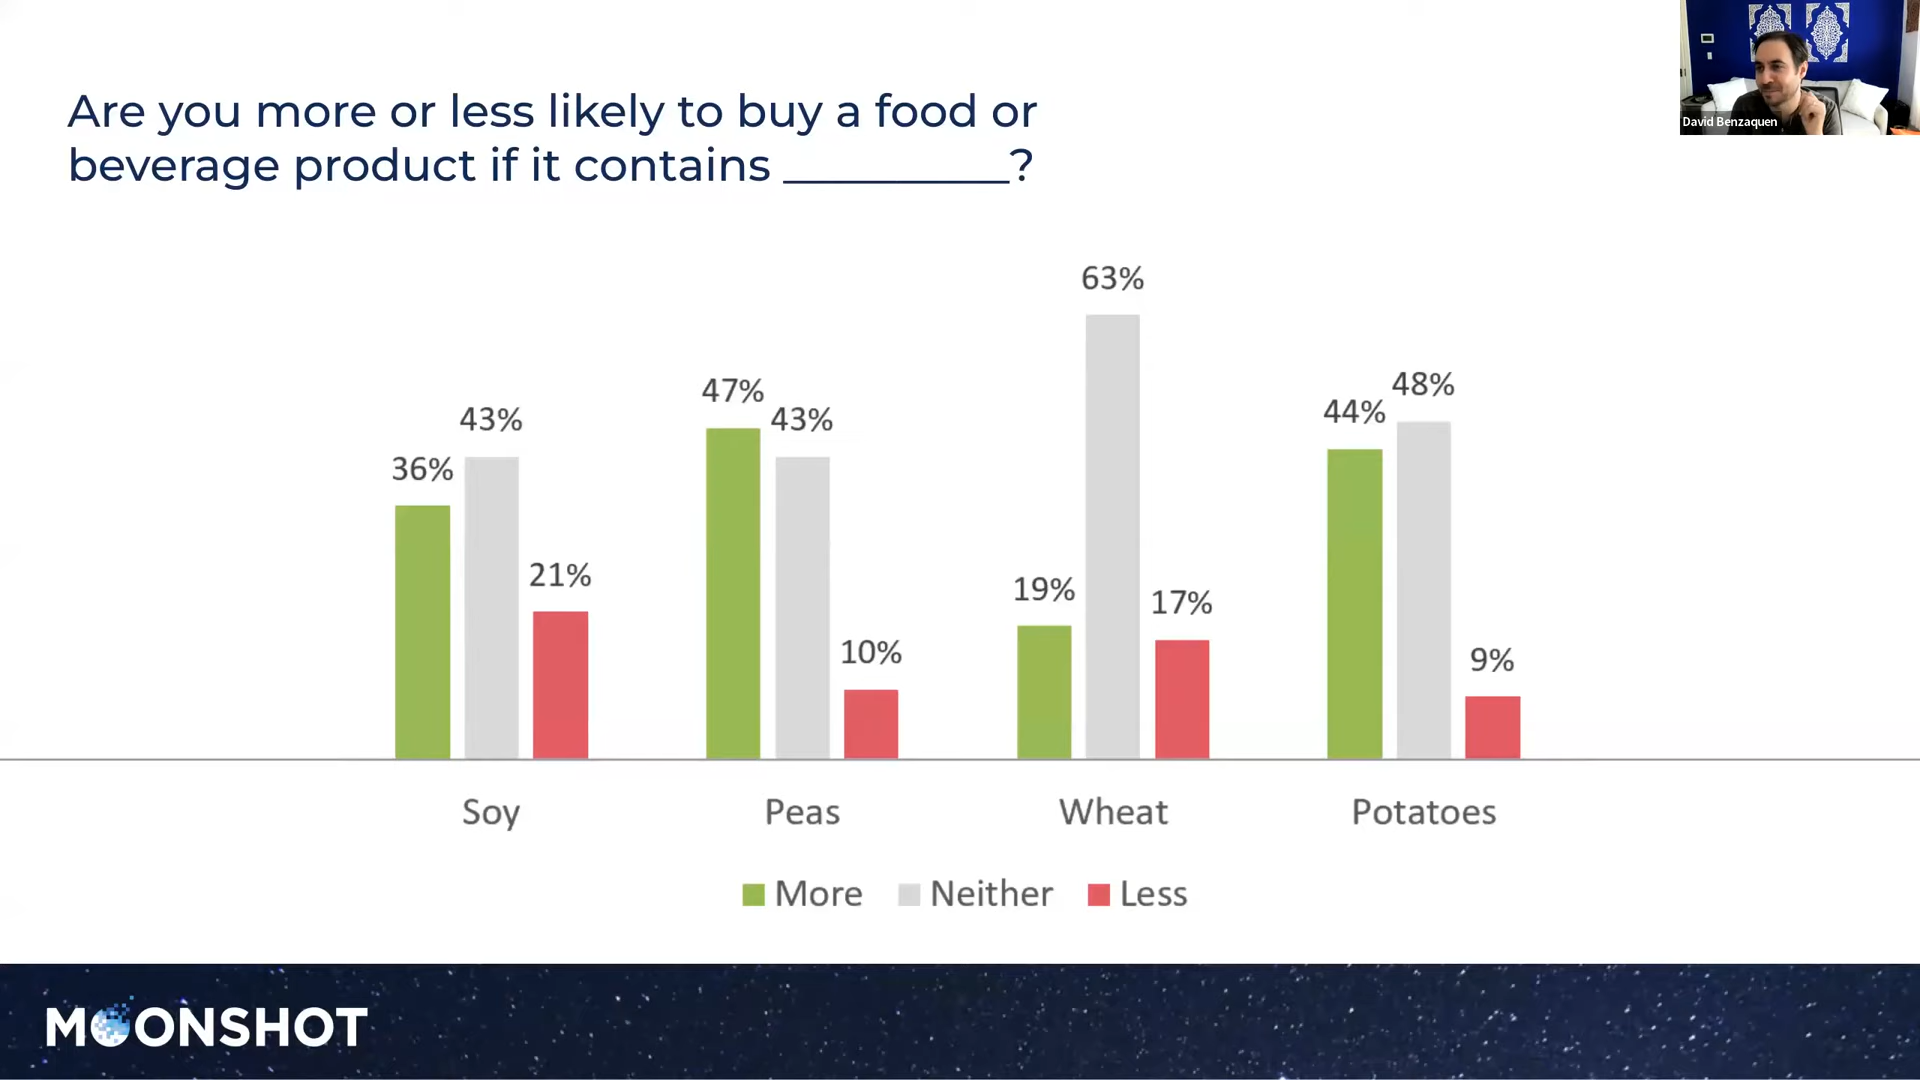 David Benzaquen
Are you more or less likely to buy a food or
beverage product if it contains __________?
36%
43%
21%
47%
43%
10%
19%
63%
17%
44%
48%
9%
Soy
Peas
Wheat
Potatoes
More
Neither
Less
MOONSHOT